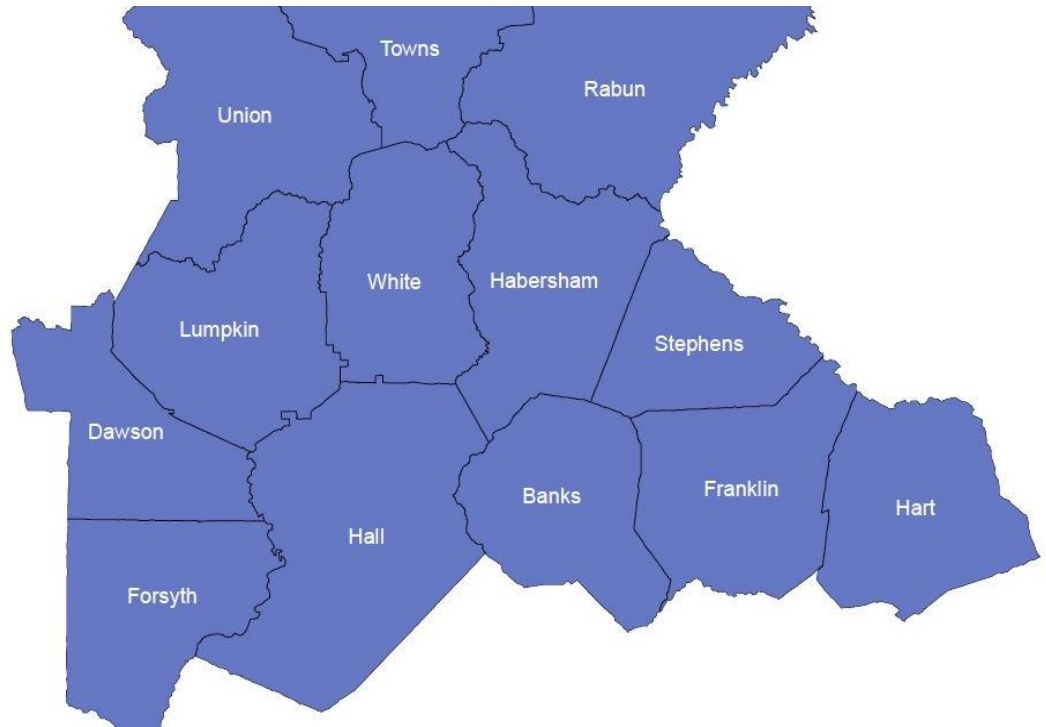 Towns
Rabun
Union
White
Habersham
Lumpkin
Stephens
Dawson
Franklin
Banks
Hart
Hall
Forsyth